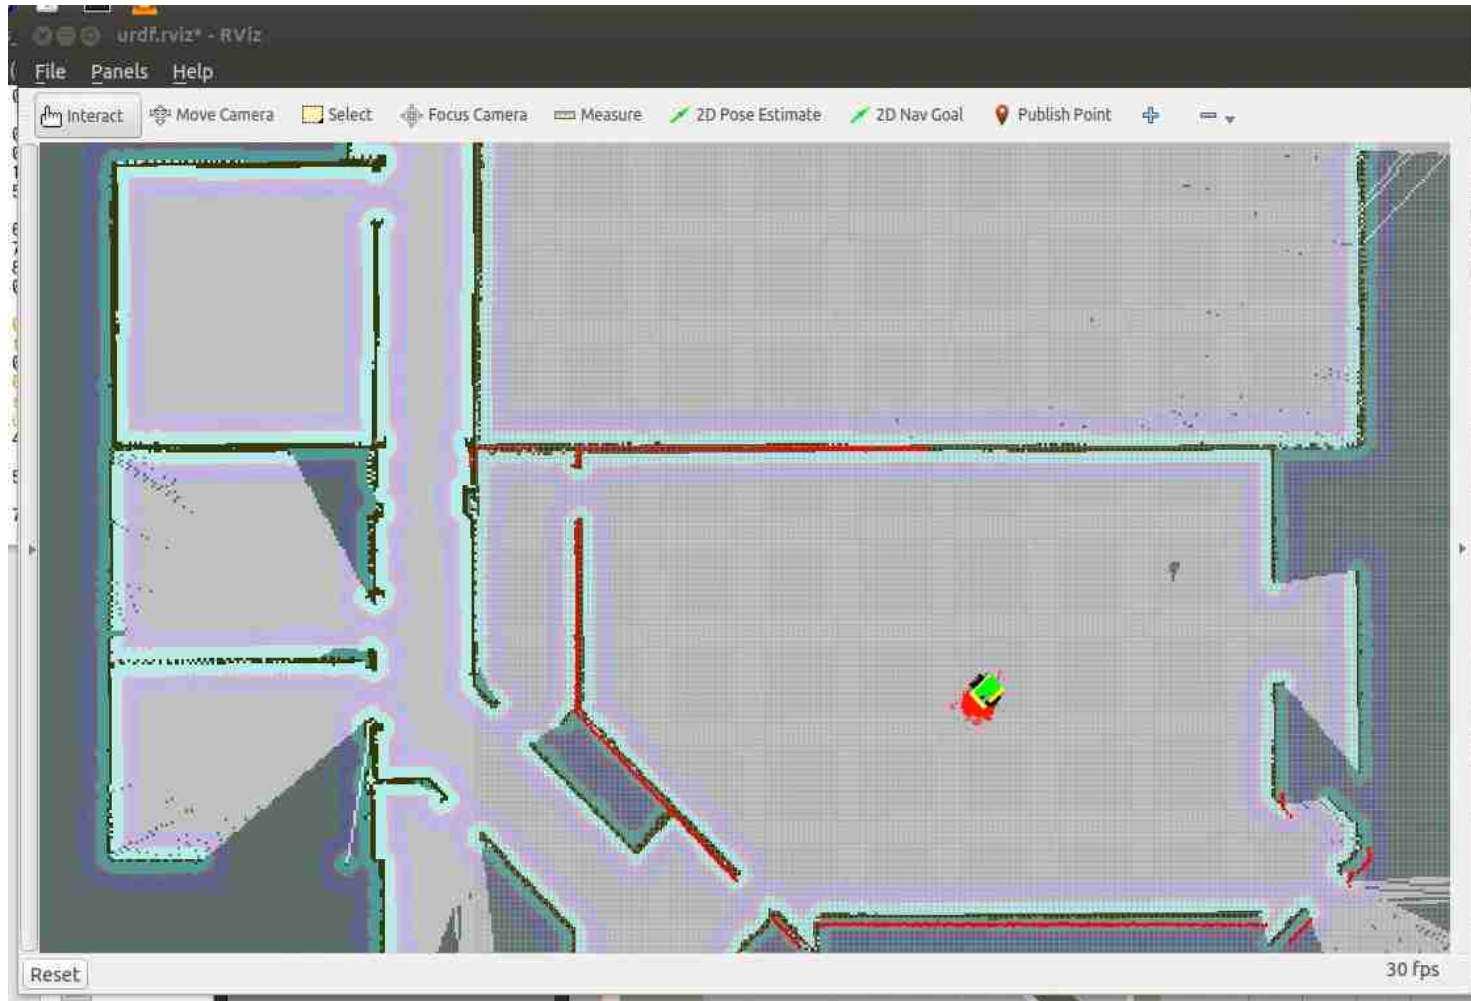 urdf.rviz* - RViz
File Panels Help
Interact Move Camera Select Focus Camera Measure 2D Pose Estimate 2D Nav Goal Publish Point
Reset
30 fps